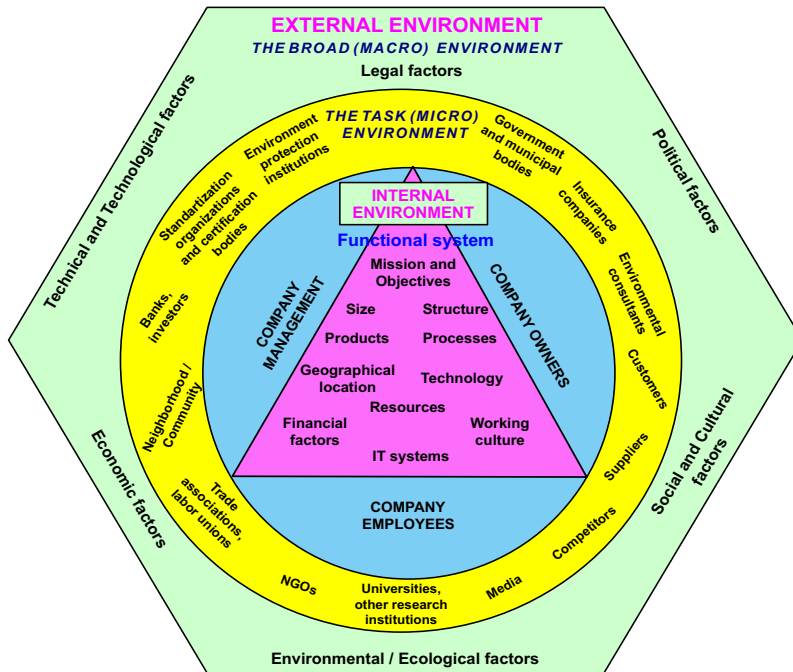 EXTERNAL ENVIRONMENT
THE BROAD (MACRO) ENVIRONMENT
Legal factors
Technical and Technological factors
Political factors
Economic factors
Social and Cultural
factors
Environmental / Ecological factors
THE TASK (MICRO)
ENVIRONMENT
Environment
protection
institutions
Government
and municipal
bodies
Standartization
organizations
and certification
bodies
Insurance
companies
Banks,
investors
Environmental
consultants
Neighborhood /
Community
Customers
Trade
associations,
labor unions
Suppliers
Competitors
NGOs
Universities,
other research
institutions
Media
INTERNAL
ENVIRONMENT
COMPANY
MANAGEMENT
COMPANY OWNERS
COMPANY
EMPLOYEES
Functional system
Mission and
Objectives
Size
Structure
Products
Processes
Geographical
location
Technology
Resources
Financial
factors
Working
culture
IT systems